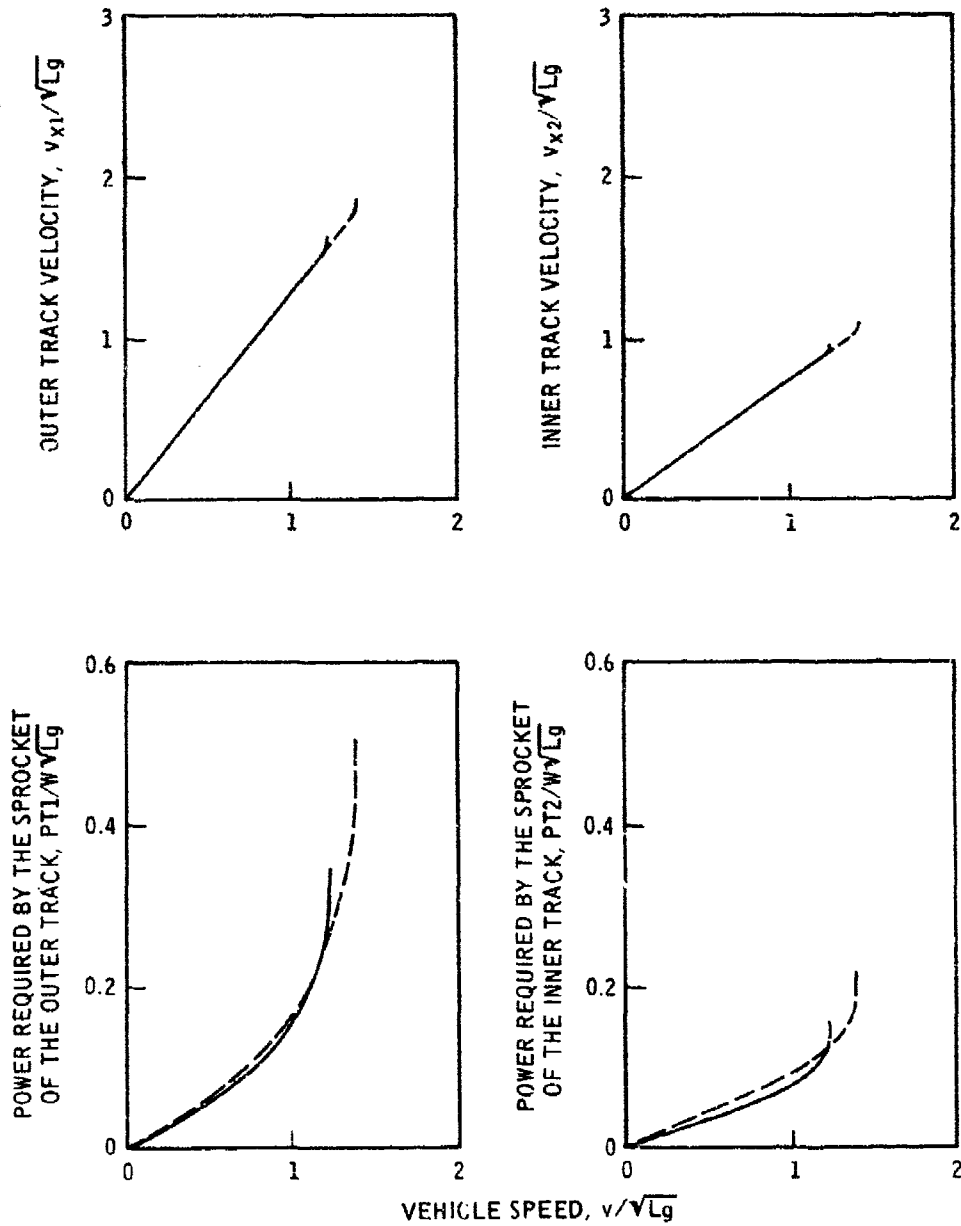 OUTER TRACK VELOCITY, vx1/√Lg
3
2
1
0
0 1 2
INNER TRACK VELOCITY, vx2/√Lg
3
2
1
0
0 1 2
POWER REQUIRED BY THE SPROCKET
OF THE OUTER TRACK, PT1/W√Lg
0.6
0.4
0.2
0
0 1 2
POWER REQUIRED BY THE SPROCKET
OF THE INNER TRACK, PT2/W√Lg
0.6
0.4
0.2
0
0 1 2
VEHICLE SPEED, v/√Lg